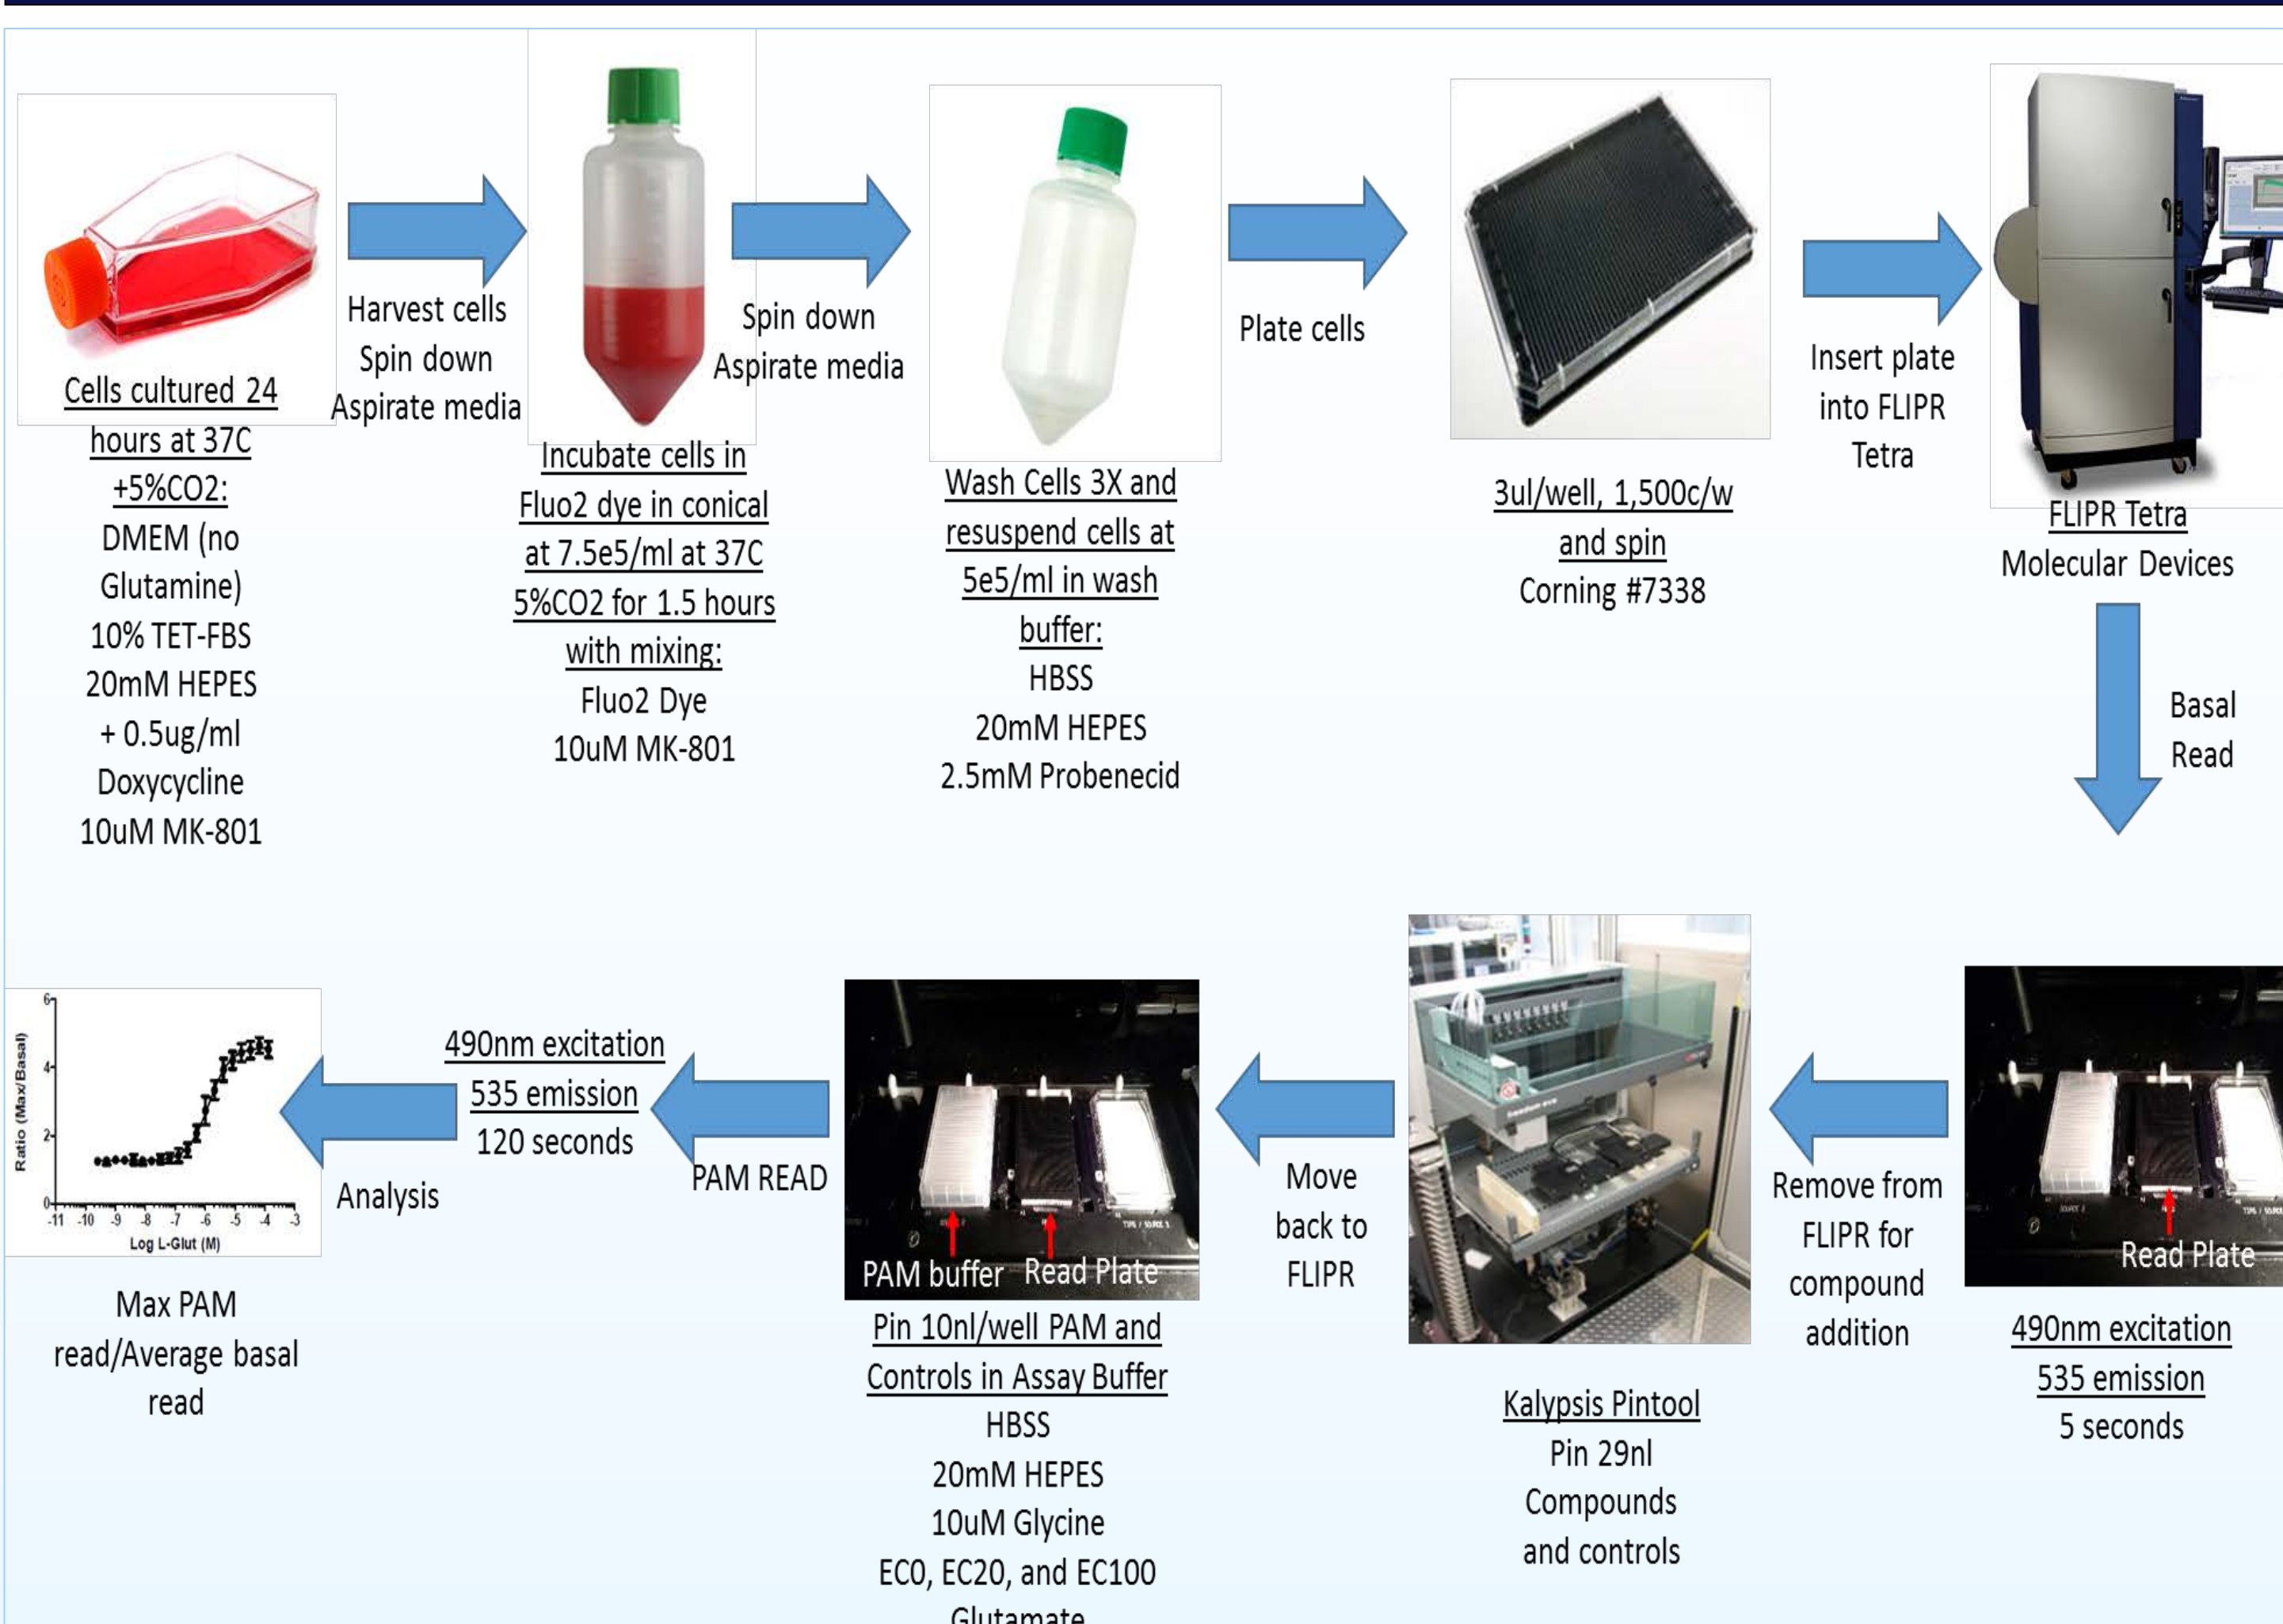 Cells cultured 24
hours at 37C
+5%CO2:
DMEM (no
Glutamine)
10% TET-FBS
20mM HEPES
+ 0.5ug/ml
Doxycycline
10uM MK-801
Harvest cells
Spin down
Aspirate media
Incubate cells in
Fluo2 dye in conical
at 7.5e5/ml at 37C
5%CO2 for 1.5 hours
with mixing:
Fluo2 Dye
10uM MK-801
Spin down
Aspirate media
Wash Cells 3X and
resuspend cells at
5e5/ml in wash
buffer:
HBSS
20mM HEPES
2.5mM Probenecid
Plate cells
3ul/well, 1,500c/w
and spin
Corning #7338
Insert plate
into FLIPR
Tetra
FLIPR Tetra
Molecular Devices
Basal
Read
Read Plate
490nm excitation
535 emission
5 seconds
Remove from
FLIPR for
compound
addition
Kalypsis Pintool
Pin 29nl
Compounds
and controls
Move
back to
FLIPR
PAM buffer Read Plate
Pin 10nl/well PAM and
Controls in Assay Buffer
HBSS
20mM HEPES
10uM Glycine
EC0, EC20, and EC100
Glutamate
PAM READ
490nm excitation
535 emission
120 seconds
Analysis
Ratio (Max/Basal)
6
4
2
0
-11 -10 -9 -8 -7 -6 -5 -4 -3
Log L-Glut (M)
Max PAM
read/Average basal
read